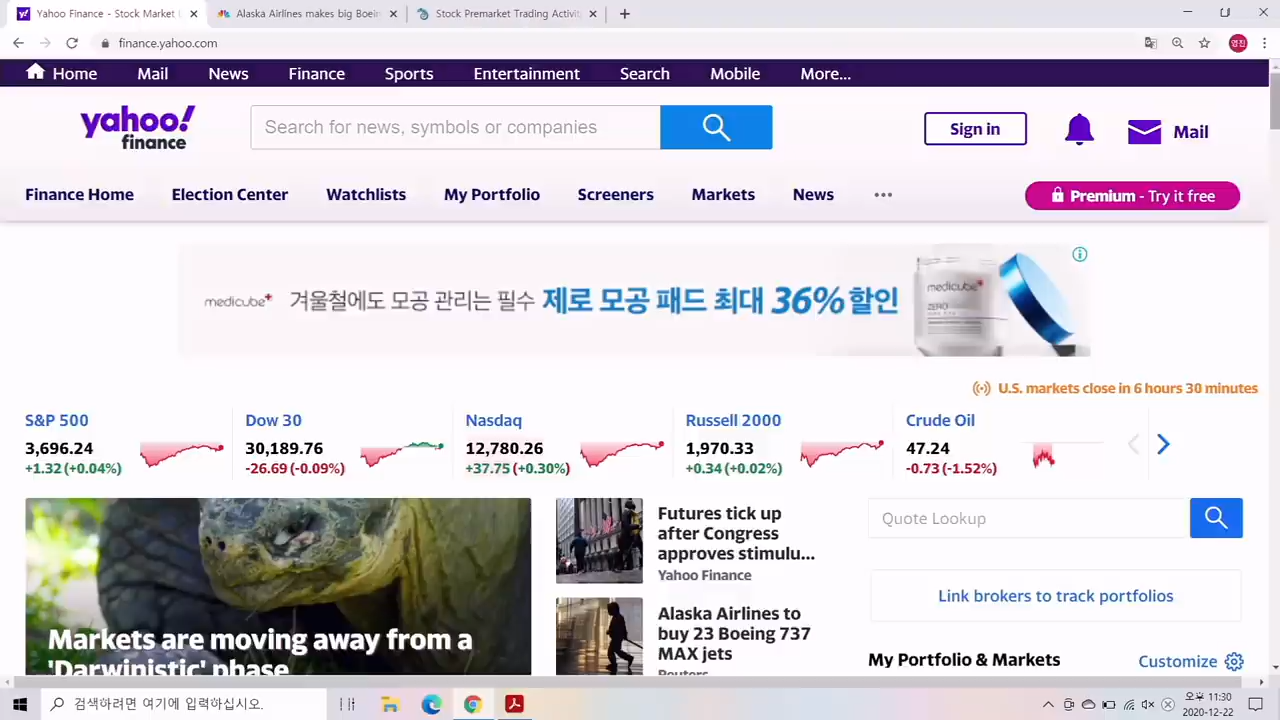 Yahoo Finance - Stock Market
Alaska Airlines makes big Boein
Stock Premarket Trading Activit
finance.yahoo.com
영진
Home Mail News Finance Sports Entertainment Search Mobile More...
yahoo!
finance
Search for news, symbols or companies
Sign in
Mail
Finance Home Election Center Watchlists My Portfolio Screeners Markets News
Premium - Try it free
medicube+ 겨울철에도 모공 관리는 필수 제로 모공 패드 최대 36% 할인
medicube+
ZERO
U.S. markets close in 6 hours 30 minutes
S&P 500
3,696.24
+1.32 (+0.04%)
Dow 30
30,189.76
-26.69 (-0.09%)
Nasdaq
12,780.26
+37.75 (+0.30%)
Russell 2000
1,970.33
+0.34 (+0.02%)
Crude Oil
47.24
-0.73 (-1.52%)
Markets are moving away from a
'Darwinistic' phase
Futures tick up
after Congress
approves stimulu...
Yahoo Finance
Alaska Airlines to
buy 23 Boeing 737
MAX jets
Reuters
Quote Lookup
Link brokers to track portfolios
My Portfolio & Markets
Customize
검색하려면 여기에 입력하십시오.
오후 11:30
2020-12-22